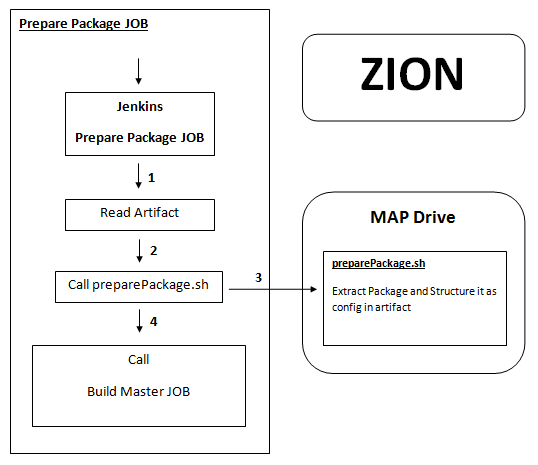 Prepare Package JOB
Jenkins
Prepare Package JOB
1
Read Artifact
2
Call preparePackage.sh
3
4
Call
Build Master JOB
ZION
MAP Drive
preparePackage.sh
Extract Package and Structure it as
config in artifact